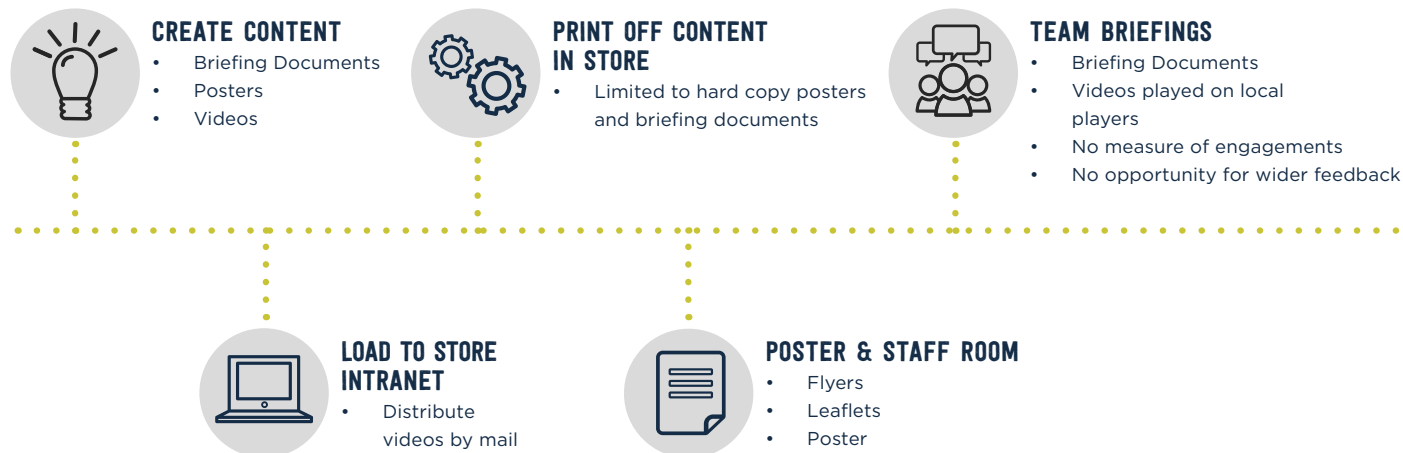 CREATE CONTENT
• Briefing Documents
• Posters
• Videos
PRINT OFF CONTENT
IN STORE
• Limited to hard copy posters
and briefing documents
TEAM BRIEFINGS
• Briefing Documents
• Videos played on local
players
• No measure of engagements
• No opportunity for wider feedback
LOAD TO STORE
INTRANET
• Distribute
videos by mail
POSTER & STAFF ROOM
• Flyers
• Leaflets
• Poster